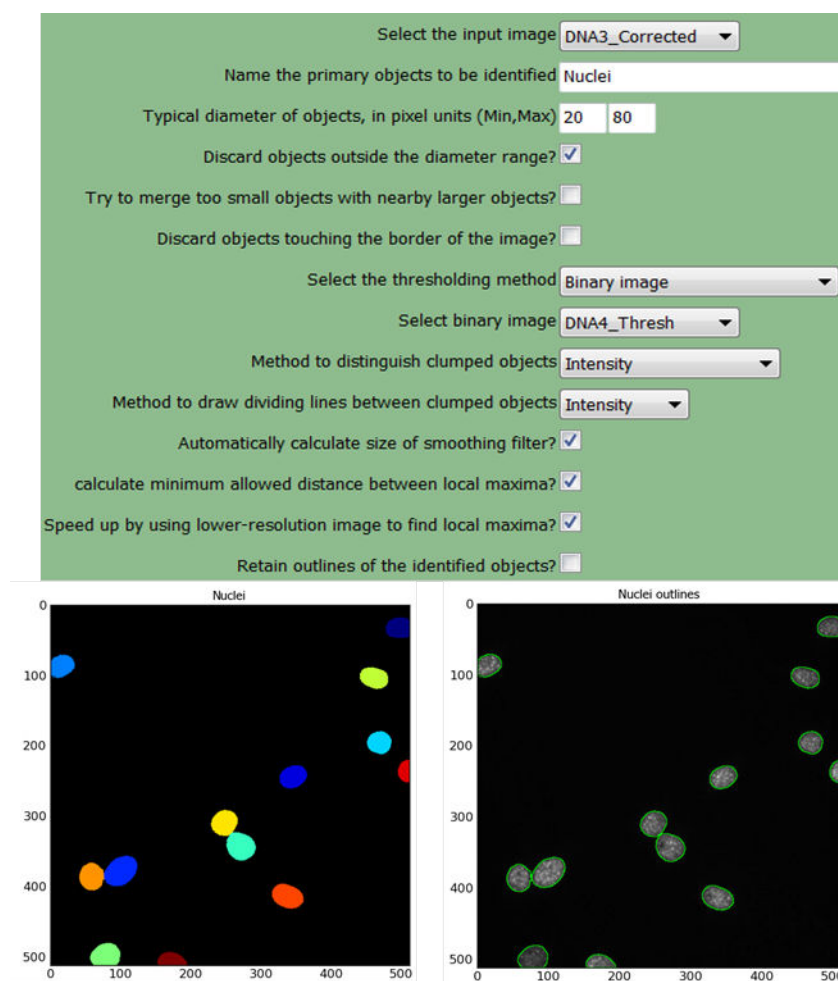 Select the input image DNA3_Corrected
Name the primary objects to be identified Nuclei
Typical diameter of objects, in pixel units (Min,Max) 20 80
Discard objects outside the diameter range?
Try to merge too small objects with nearby larger objects?
Discard objects touching the border of the image?
Select the thresholding method Binary image
Select binary image DNA4_Thresh
Method to distinguish clumped objects Intensity
Method to draw dividing lines between clumped objects Intensity
Automatically calculate size of smoothing filter?
calculate minimum allowed distance between local maxima?
Speed up by using lower-resolution image to find local maxima?
Retain outlines of the identified objects?
Nuclei
0
100
200
300
400
500
0 100 200 300 400 500
Nuclei outlines
0
100
200
300
400
500
0 100 200 300 400 500